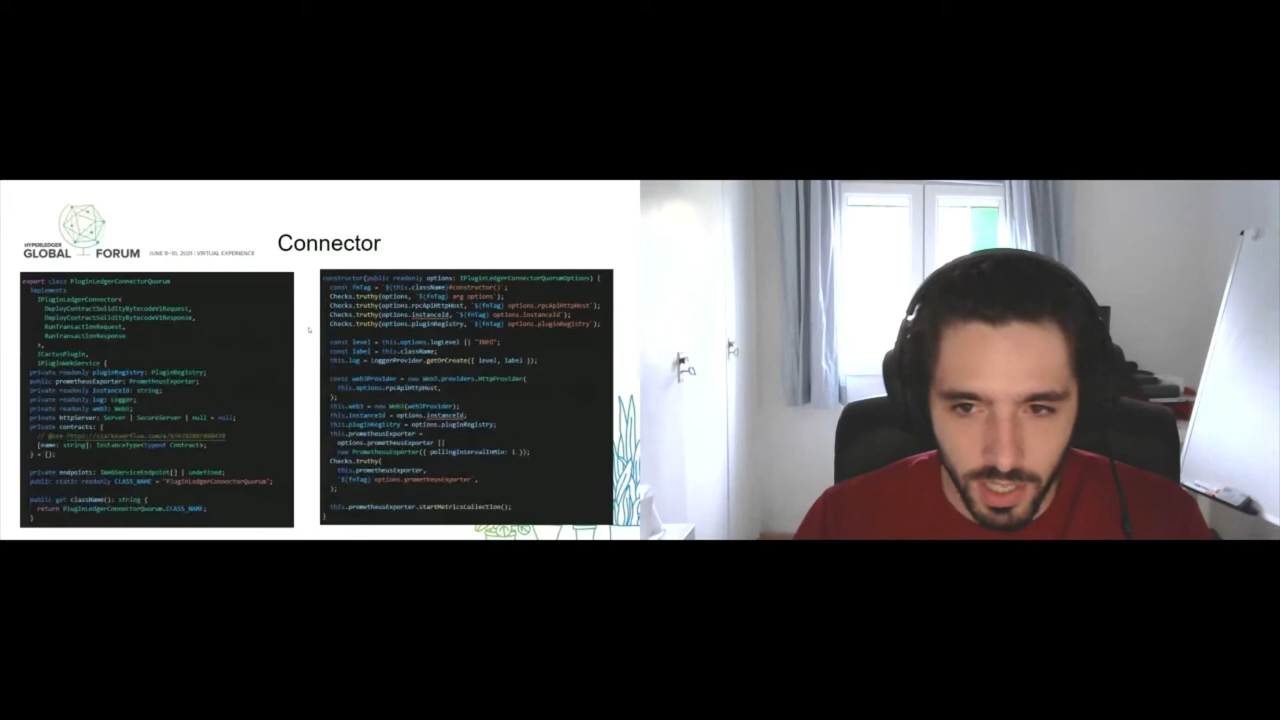 HYPERLEDGER
GLOBAL FORUM
JUNE 8-10, 2021 | VIRTUAL EXPERIENCE
Connector
export class PluginLedgerConnectorQuorum
implements
IPluginLedgerConnector<
DeployContractSolidityBytecodeV1Request,
DeployContractSolidityBytecodeV1Response,
RunTransactionRequest,
RunTransactionResponse
>,
ICactusPlugin,
IPluginWebService {
private readonly pluginRegistry: PluginRegistry;
public prometheusExporter: PrometheusExporter;
private readonly instanceId: string;
private readonly log: Logger;
private readonly web3: Web3;
private httpServer: Server | SecureServer | null = null;
private contracts: {
// @see
[name: string]: InstanceType<typeof Contract>;
} = {};
private endpoints: IWebServiceEndpoint[] | undefined;
public static readonly CLASS_NAME = "PluginLedgerConnectorQuorum";
public get className(): string {
return PluginLedgerConnectorQuorum.CLASS_NAME;
}
constructor(public readonly options: IPluginLedgerConnectorQuorumOptions) {
const fnTag = `${this.className}#constructor()`;
Checks.truthy(options, `${fnTag} arg options`);
Checks.truthy(options.rpcApiHttpHost, `${fnTag} options.rpcApiHttpHost`);
Checks.truthy(options.instanceId, `${fnTag} options.instanceId`);
Checks.truthy(options.pluginRegistry, `${fnTag} options.pluginRegistry`);
const level = this.options.logLevel || "INFO";
const label = this.className;
this.log = LoggerProvider.getOrCreate({ level, label });
const web3Provider = new Web3.providers.HttpProvider(
this.options.rpcApiHttpHost,
);
this.web3 = new Web3(web3Provider);
this.instanceId = options.instanceId;
this.pluginRegistry = options.pluginRegistry;
this.prometheusExporter =
options.prometheusExporter ||
new PrometheusExporter({ pollingIntervalInMin: 1 });
Checks.truthy(
this.prometheusExporter,
`${fnTag} options.prometheusExporter`,
);
this.prometheusExporter.startMetricsCollection();
}